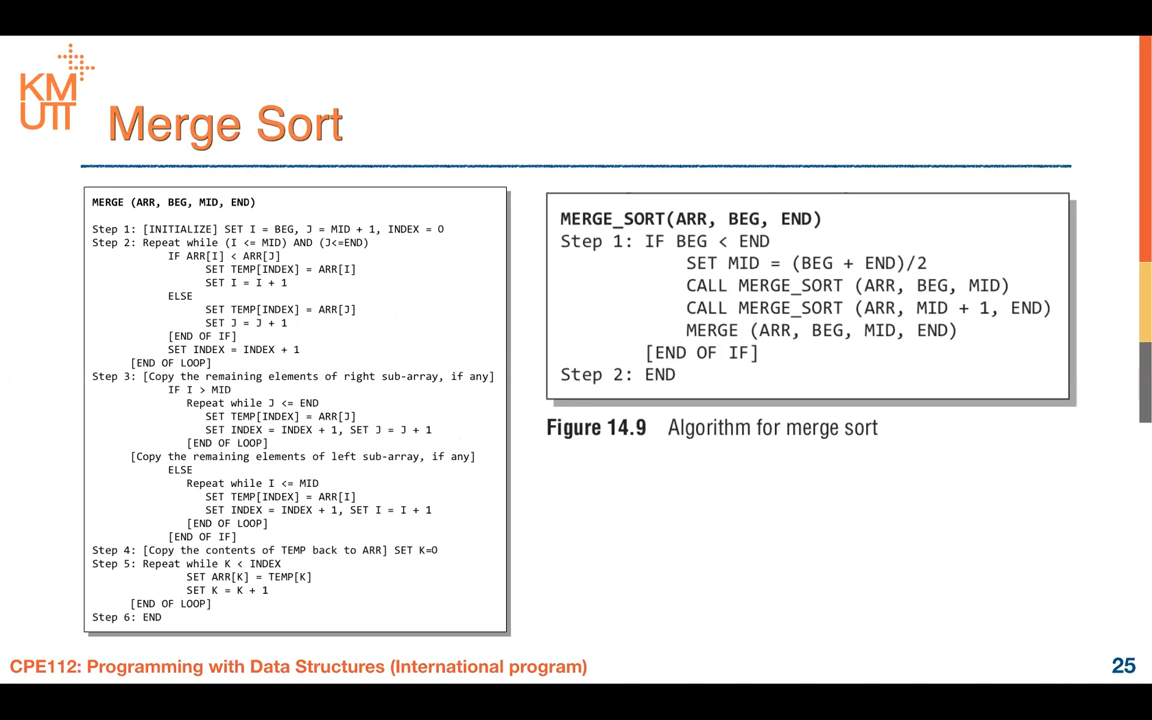 KM
UTT
Merge Sort
MERGE (ARR, BEG, MID, END)
Step 1: [INITIALIZE] SET I = BEG, J = MID + 1, INDEX = 0
Step 2: Repeat while (I <= MID) AND (J<=END)
IF ARR[I] < ARR[J]
SET TEMP[INDEX] = ARR[I]
SET I = I + 1
ELSE
SET TEMP[INDEX] = ARR[J]
SET J = J + 1
[END OF IF]
SET INDEX = INDEX + 1
[END OF LOOP]
Step 3: [Copy the remaining elements of right sub-array, if any]
IF I > MID
Repeat while J <= END
SET TEMP[INDEX] = ARR[J]
SET INDEX = INDEX + 1, SET J = J + 1
[END OF LOOP]
[Copy the remaining elements of left sub-array, if any]
ELSE
Repeat while I <= MID
SET TEMP[INDEX] = ARR[I]
SET INDEX = INDEX + 1, SET I = I + 1
[END OF LOOP]
[END OF IF]
Step 4: [Copy the contents of TEMP back to ARR] SET K=0
Step 5: Repeat while K < INDEX
SET ARR[K] = TEMP[K]
SET K = K + 1
[END OF LOOP]
Step 6: END
MERGE_SORT(ARR, BEG, END)
Step 1: IF BEG < END
SET MID = (BEG + END)/2
CALL MERGE_SORT (ARR, BEG, MID)
CALL MERGE_SORT (ARR, MID + 1, END)
MERGE (ARR, BEG, MID, END)
[END OF IF]
Step 2: END
Figure 14.9 Algorithm for merge sort
CPE112: Programming with Data Structures (International program)
25